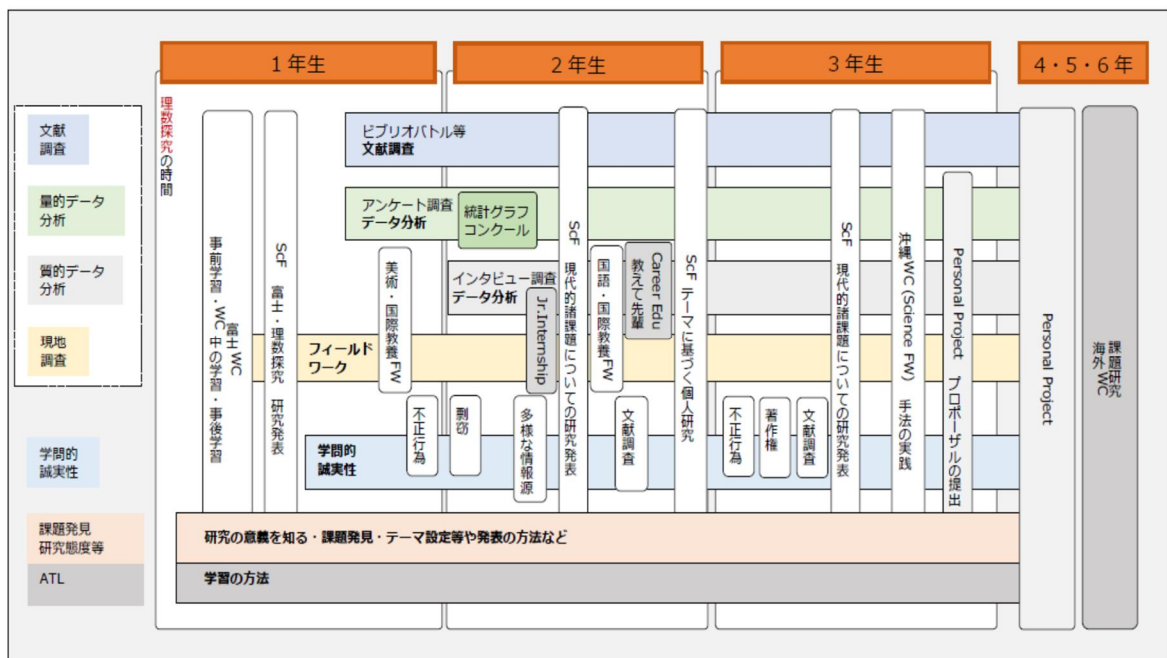 1年生
2年生
3年生
4・5・6年
文献
調査
量的データ
分析
質的データ
分析
現地
調査
学問的
誠実性
課題発見
研究態度等
ATL
理数探究の時間
富士WC
事前学習・WC中の学習・事後学習
ScF 富士・理数探究 研究発表
ビブリオバトル等
文献調査
アンケート調査
データ分析
統計グラフ
コンクール
インタビュー調査
データ分析
フィールド
ワーク
美術・国際教養FW
Jr.Internship
ScF 現代的諸課題についての研究発表
国語・国際教養FW
Career Edu
教えて先輩
ScF テーマに基づく個人研究
学問的
誠実性
不正行為
剽窃
多様な情報源
文献調査
不正行為
著作権
文献調査
ScF 現代的諸課題についての研究発表
沖縄WC(Science FW) 手法の実践
Personal Project プロポーザルの提出
Personal Project
課題研究
海外WC
研究の意義を知る・課題発見・テーマ設定等や発表の方法など
学習の方法